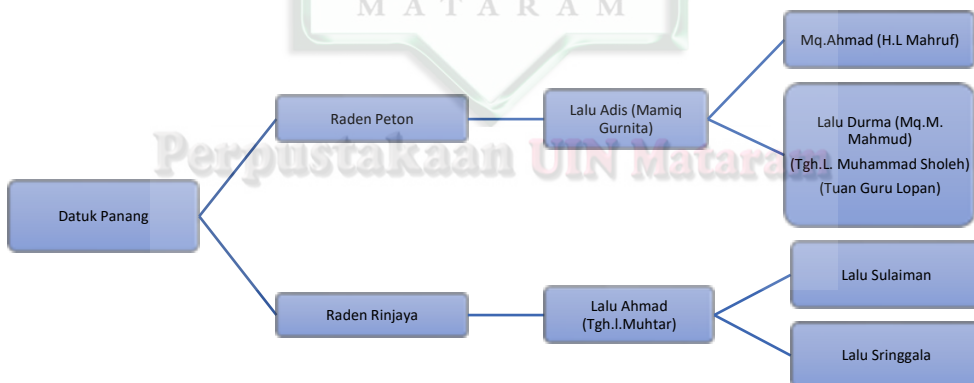 MATARAM
Perpustakaan UIN Mataram
Datuk Panang
Raden Peton
Lalu Adis (Mamiq
Gurnita)
Mq.Ahmad (H.L Mahruf)
Lalu Durma (Mq.M.
Mahmud)
(Tgh.L. Muhammad Sholeh)
(Tuan Guru Lopan)
Raden Rinjaya
Lalu Ahmad
(Tgh.l.Muhtar)
Lalu Sulaiman
Lalu Sringgala